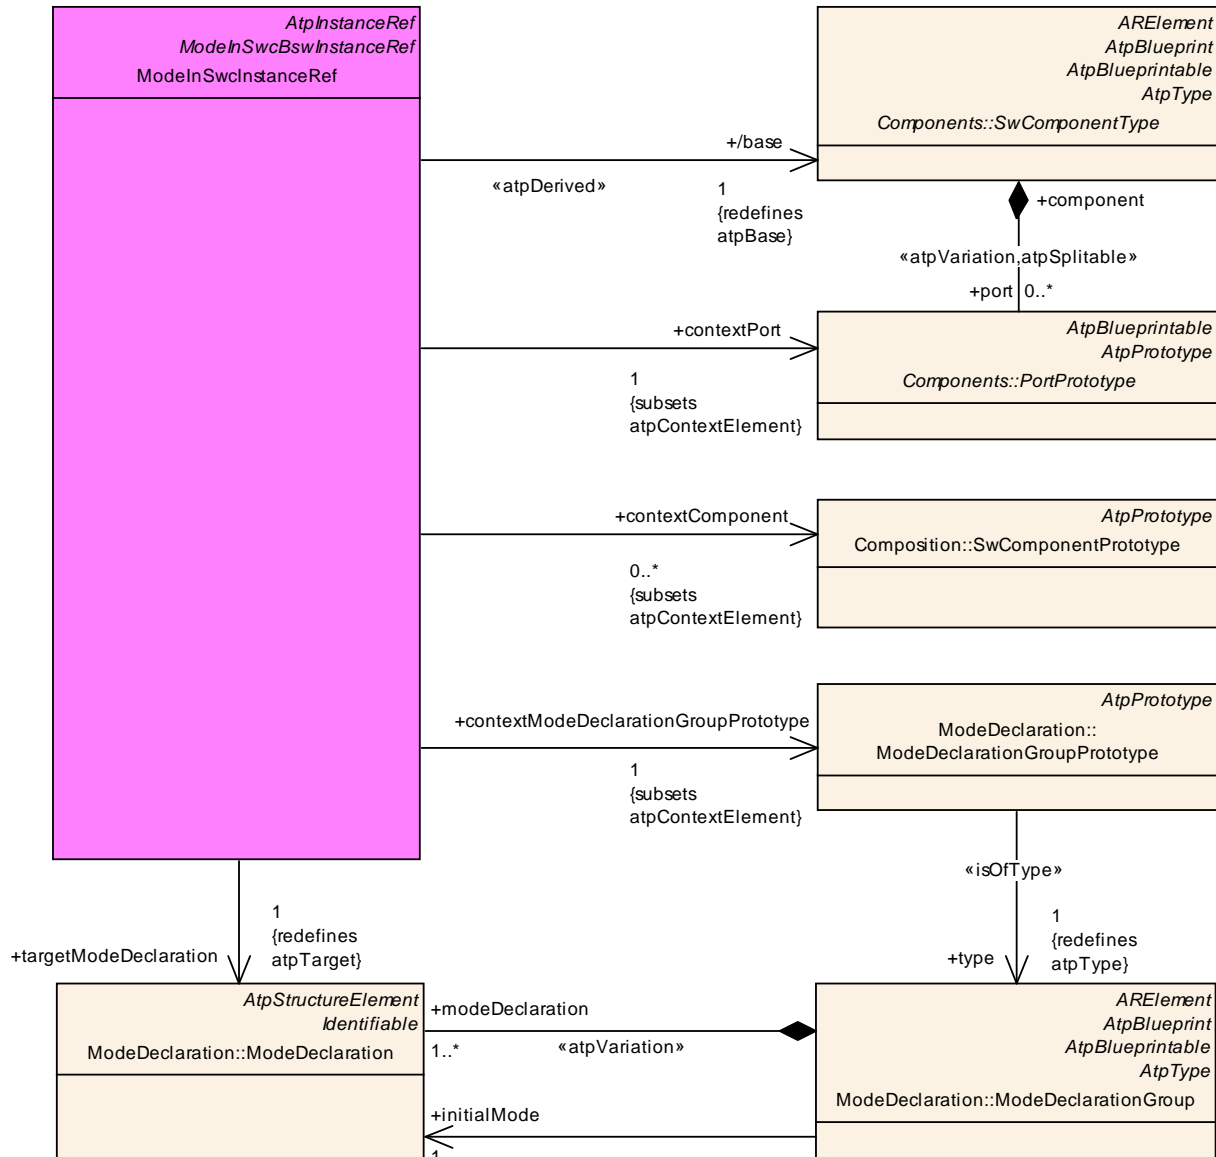 AtpInstanceRef
ModeInSwcBswInstanceRef
ModeInSwcInstanceRef
ARElement
AtpBlueprint
AtpBlueprintable
AtpType
Components::SwComponentType
+/base
«atpDerived»
1
{redefines
atpBase}
+component
«atpVariation,atpSplitable»
+port
0..*
+contextPort
1
{subsets
atpContextElement}
AtpBlueprintable
AtpPrototype
Components::PortPrototype
+contextComponent
0..*
{subsets
atpContextElement}
AtpPrototype
Composition::SwComponentPrototype
+contextModeDeclarationGroupPrototype
1
{subsets
atpContextElement}
AtpPrototype
ModeDeclaration::
ModeDeclarationGroupPrototype
«isOfType»
1
{redefines
atpType}
+type
1
{redefines
atpTarget}
+targetModeDeclaration
AtpStructureElement
Identifiable
ModeDeclaration::ModeDeclaration
+modeDeclaration
1..*
«atpVariation»
+initialMode
1
ARElement
AtpBlueprint
AtpBlueprintable
AtpType
ModeDeclaration::ModeDeclarationGroup